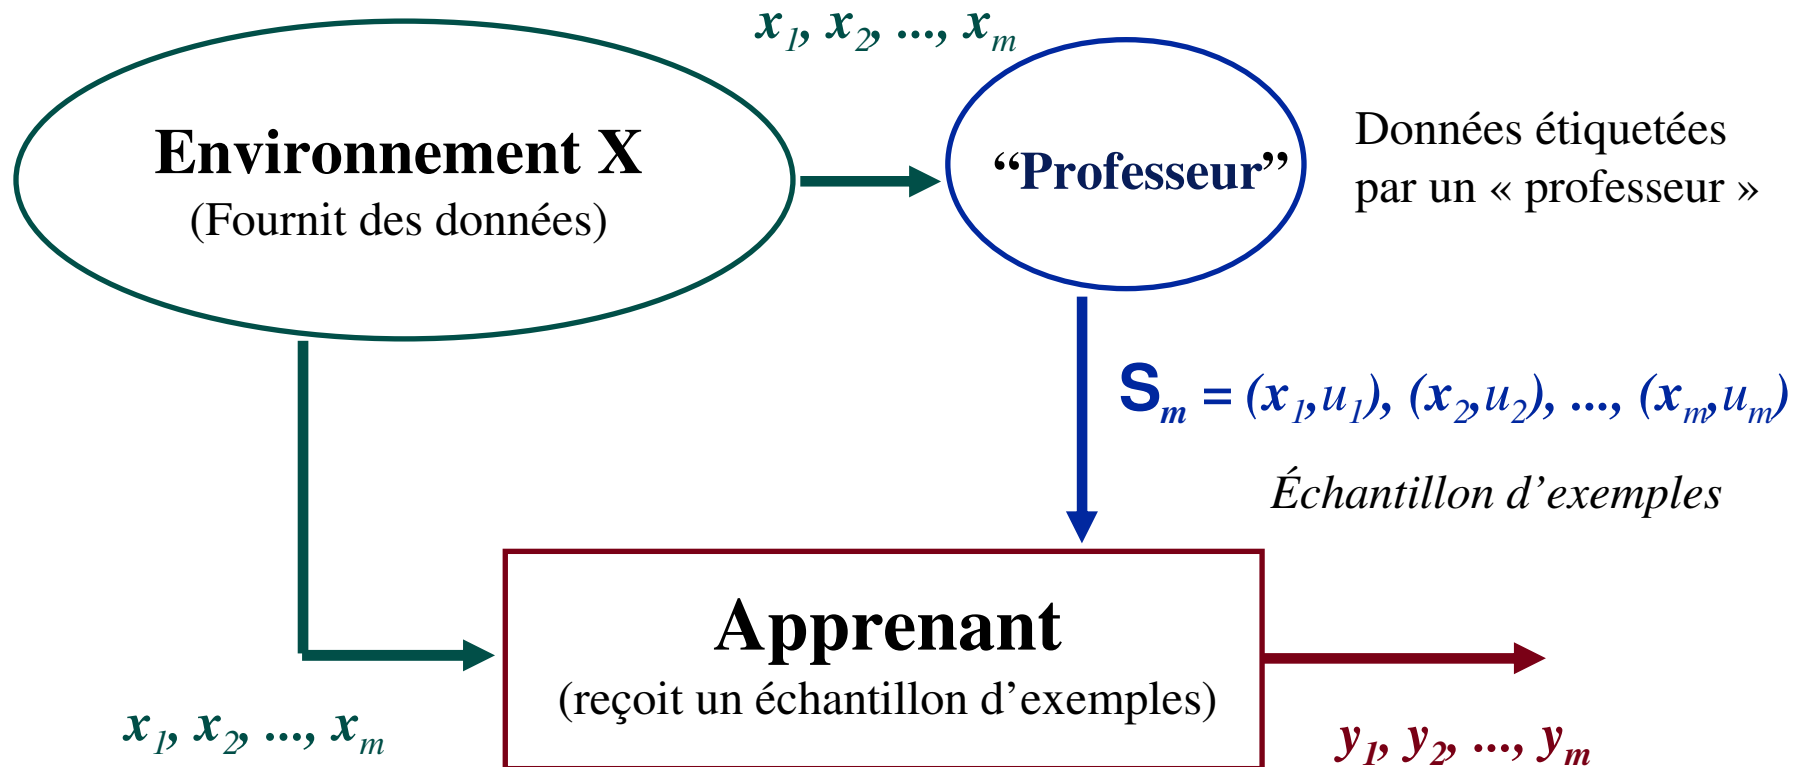 x1, x2, ..., xm
Environnement X
(Fournit des données)
“Professeur”
Données étiquetées
par un « professeur »
Sm = (x1,u1), (x2,u2), ..., (xm,um)
Échantillon d’exemples
Apprenant
(reçoit un échantillon d’exemples)
x1, x2, ..., xm
y1, y2, ..., ym